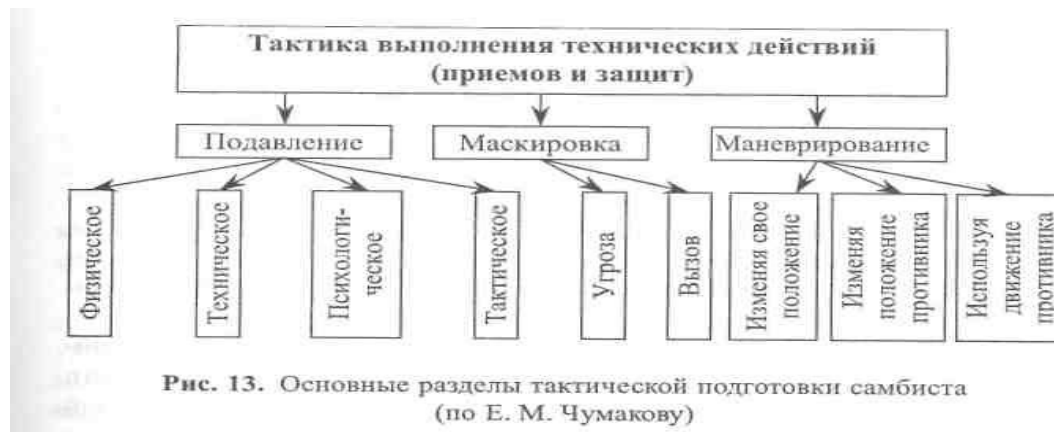 Тактика выполнения технических действий
(приемов и защит)
Подавление
Маскировка
Маневрирование
Физическое
Техническое
Психологи-
ческое
Тактическое
Угроза
Вызов
Изменяя свое
положение
Изменяя
положение
противника
Используя
движение
противника
Рис. 13. Основные разделы тактической подготовки самбиста
(по Е. М. Чумакову)